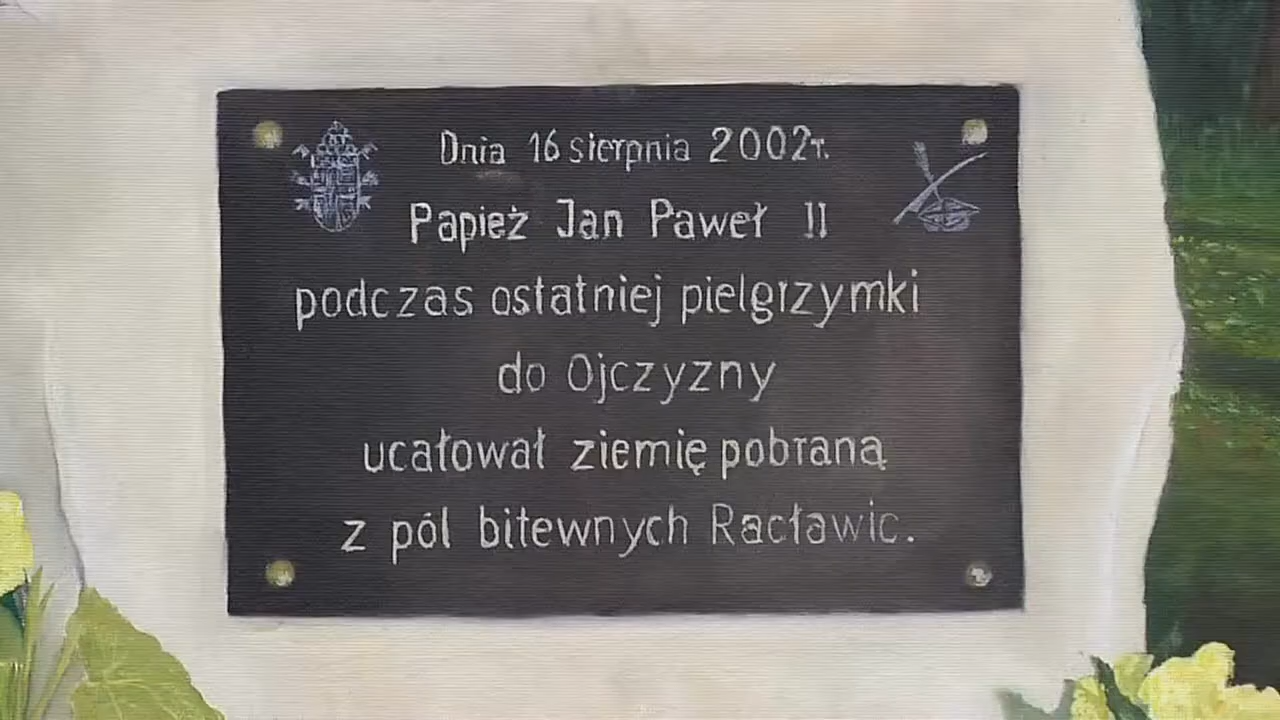 Dnia 16 sierpnia 2002r.
Papież Jan Paweł II
podczas ostatniej pielgrzymki
do Ojczyzny
ucałował ziemię pobraną
z pól bitewnych Racławic.